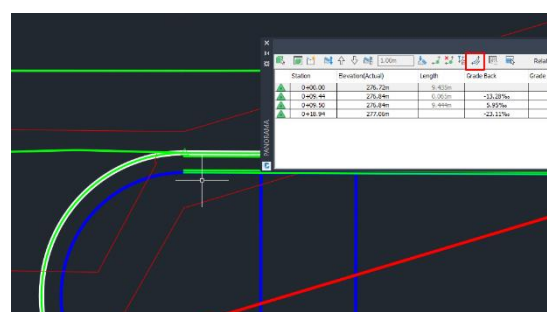 1.00m
Relat
Station Elevation(Actual) Length Grade Back Grade
0+00.00 276.72m 9.435m
0+09.44 276.84m 0.065m -13.28‰
0+09.50 276.84m 9.444m 5.95‰
0+18.94 277.06m -23.11‰
PANORAMA